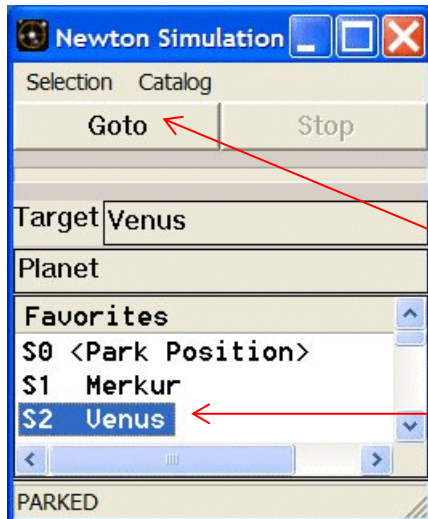 Newton Simulation
Selection Catalog
Goto Stop
Target Venus
Planet
Favorites
S0 <Park Position>
S1 Merkur
S2 Venus
PARKED